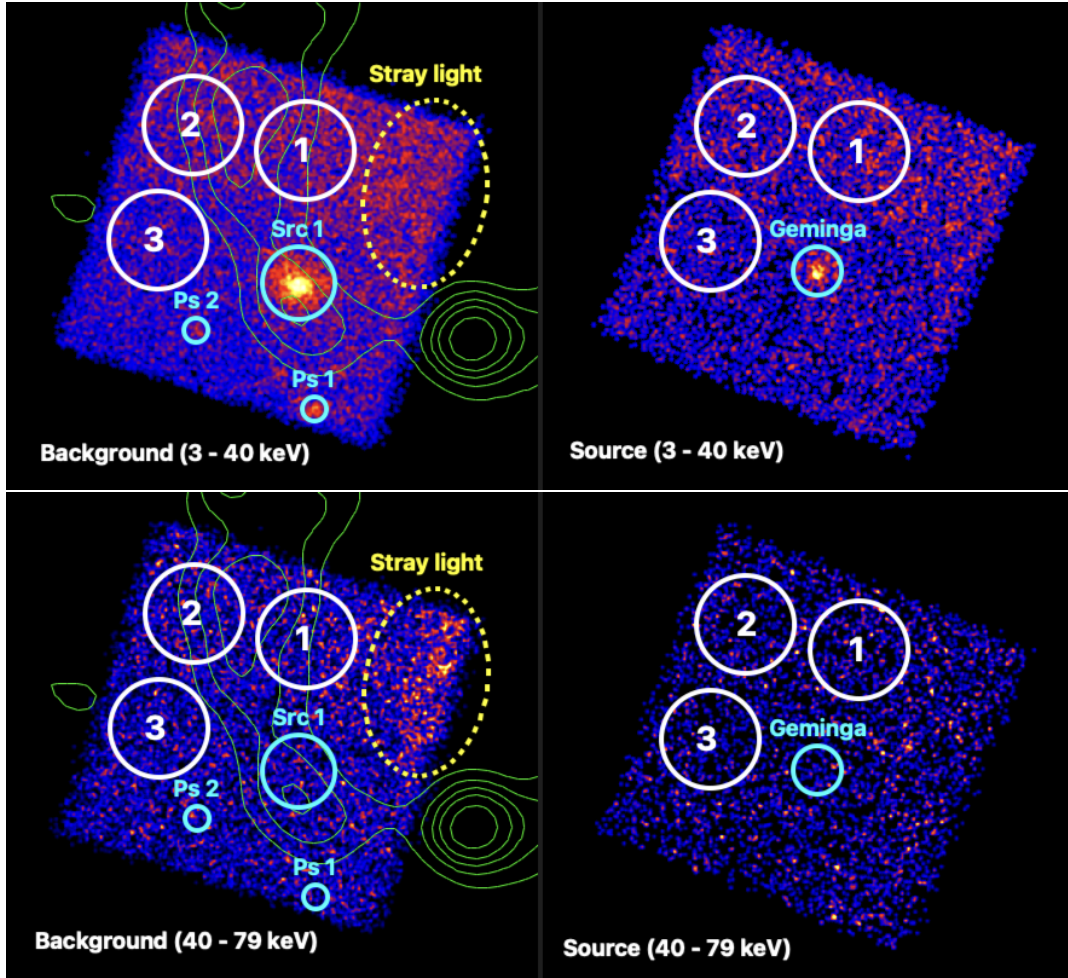 Stray light
2
1
Src 1
3
Ps 2
Ps 1
Background (3 - 40 keV)
2
1
Geminga
3
Source (3 - 40 keV)
Stray light
2
1
Src 1
3
Ps 2
Ps 1
Background (40 - 79 keV)
2
1
Geminga
3
Source (40 - 79 keV)